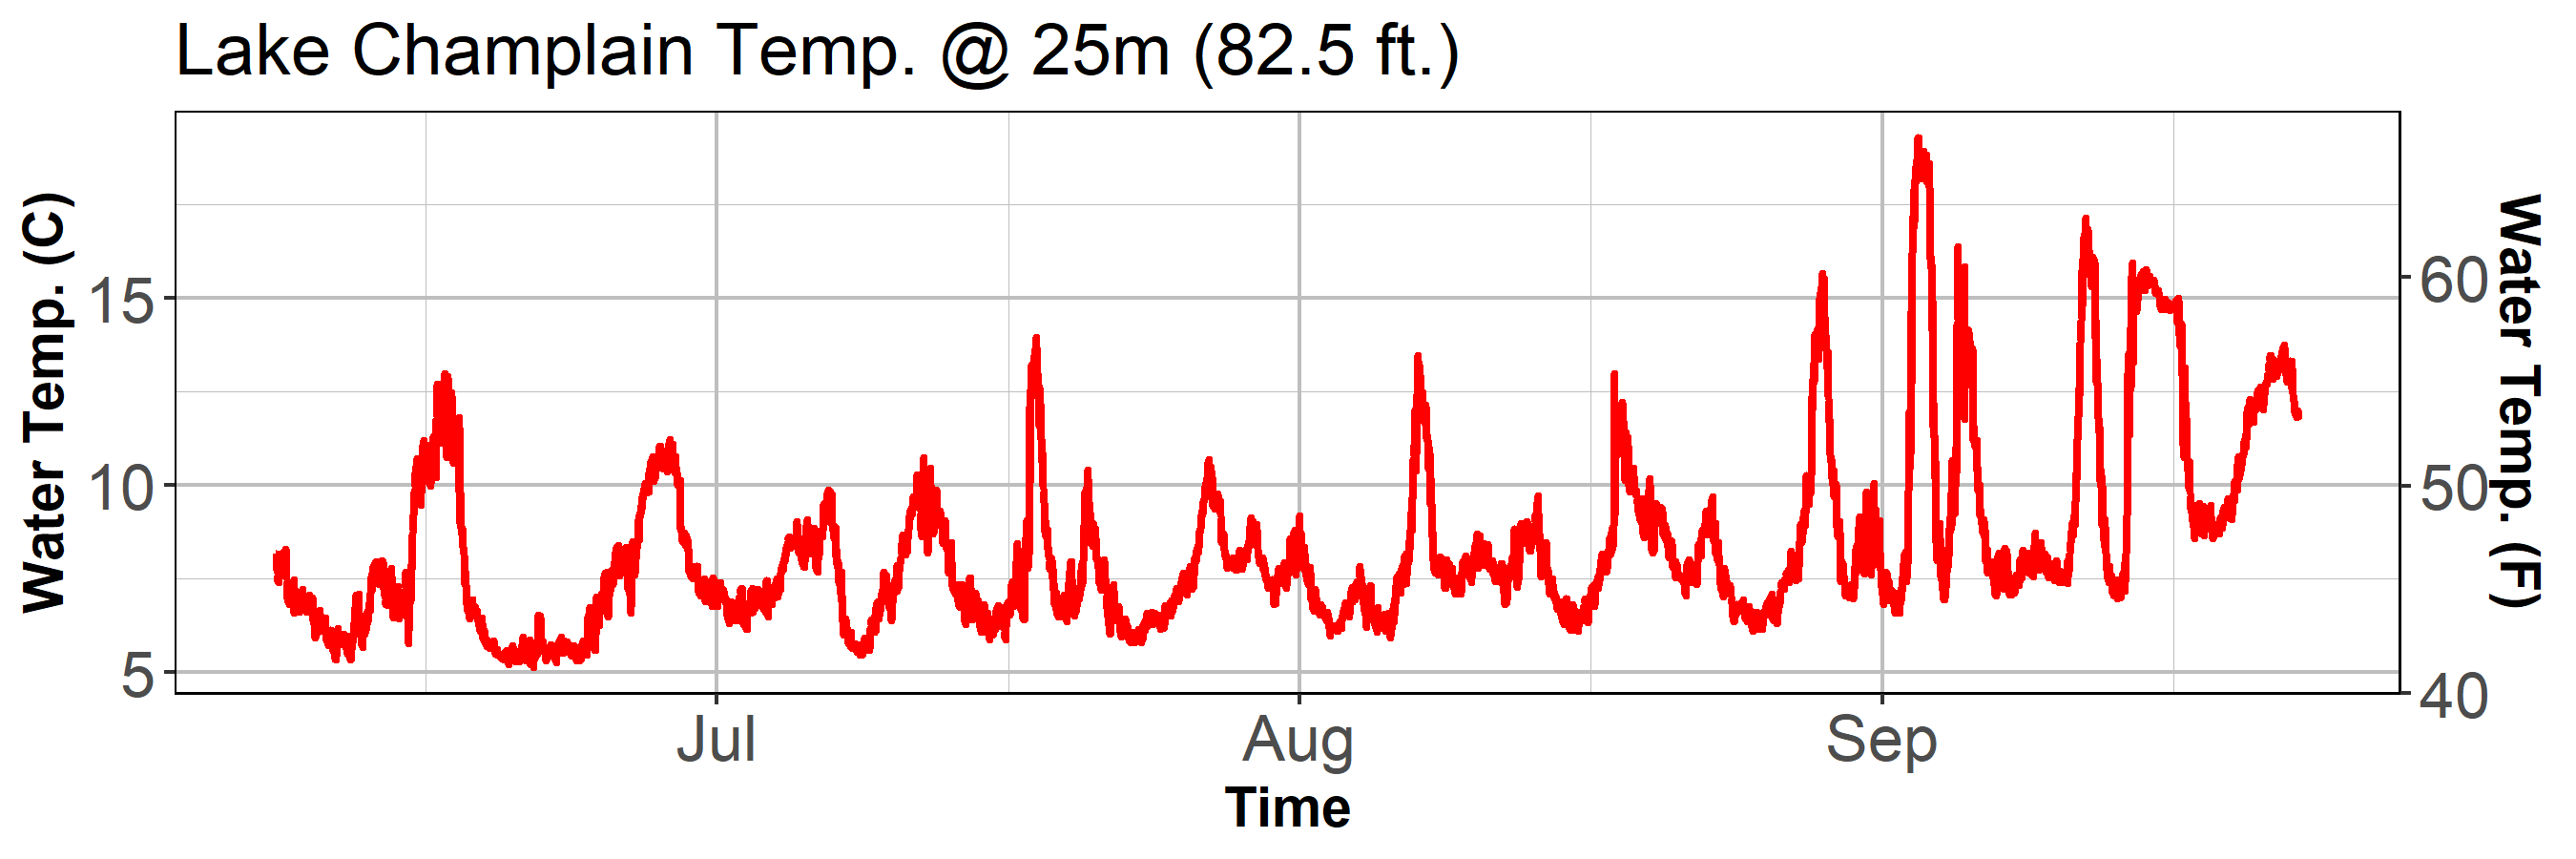 Lake Champlain Temp. @ 25m (82.5 ft.)
Water Temp. (C)
15
10
5
60
50
40
Water Temp. (F)
Jul Aug Sep
Time